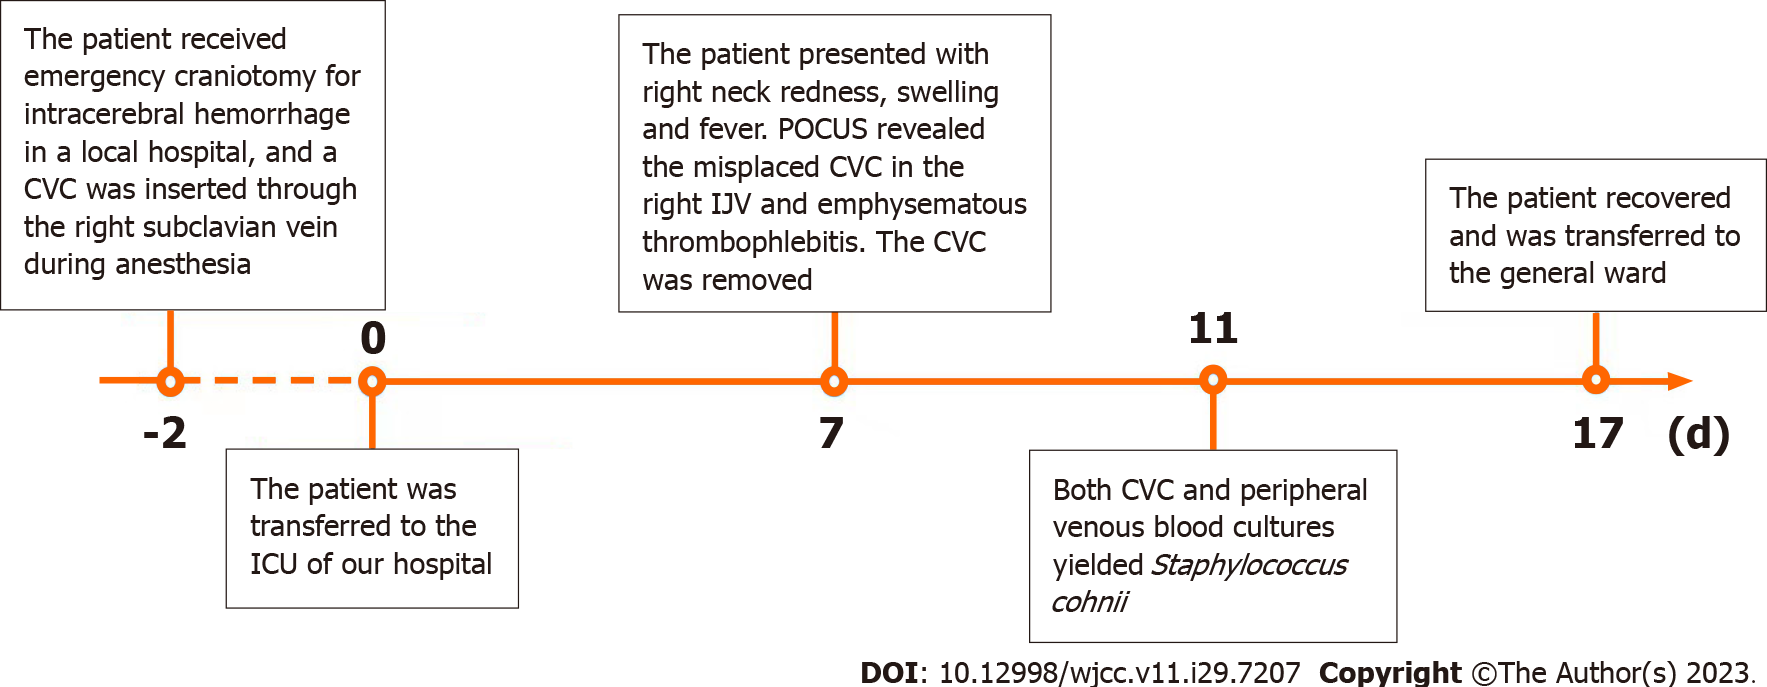 The patient received
emergency craniotomy for
intracerebral hemorrhage
in a local hospital, and a
CVC was inserted through
the right subclavian vein
during anesthesia
The patient presented with
right neck redness, swelling
and fever. POCUS revealed
the misplaced CVC in the
right IJV and emphysematous
thrombophlebitis. The CVC
was removed
The patient recovered
and was transferred to
the general ward
0
11
-2
7
17 (d)
The patient was
transferred to the
ICU of our hospital
Both CVC and peripheral
venous blood cultures
yielded Staphylococcus
cohnii
DOI: 10.12998/wjcc.v11.i29.7207 Copyright ©The Author(s) 2023.